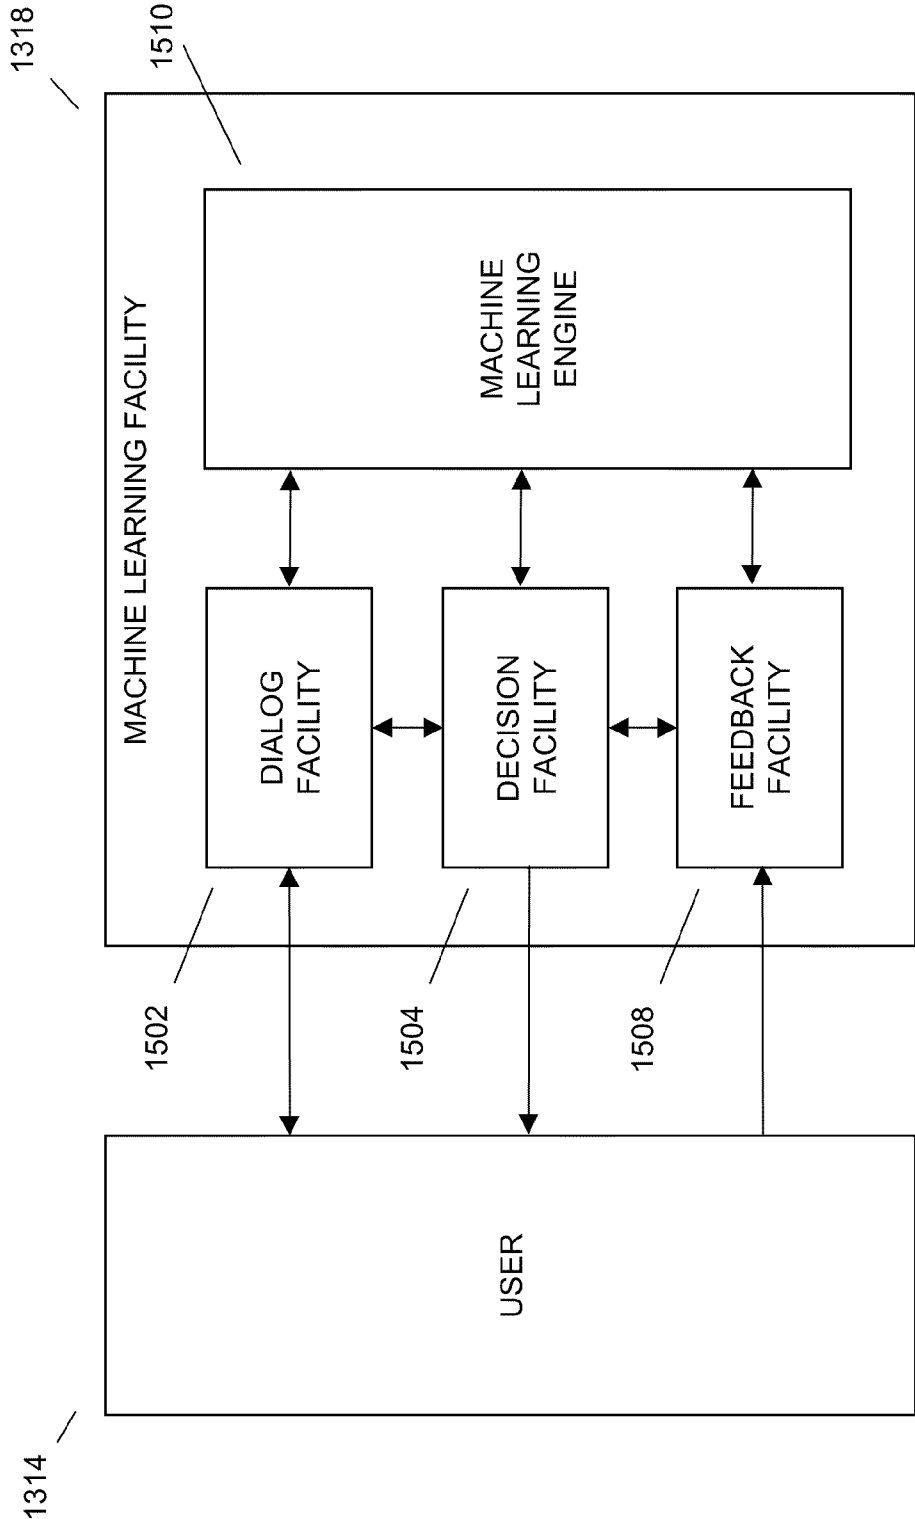 1314
1318
USER
MACHINE LEARNING FACILITY
1510
1502
DIALOG
FACILITY
1504
DECISION
FACILITY
1508
FEEDBACK
FACILITY
MACHINE
LEARNING
ENGINE